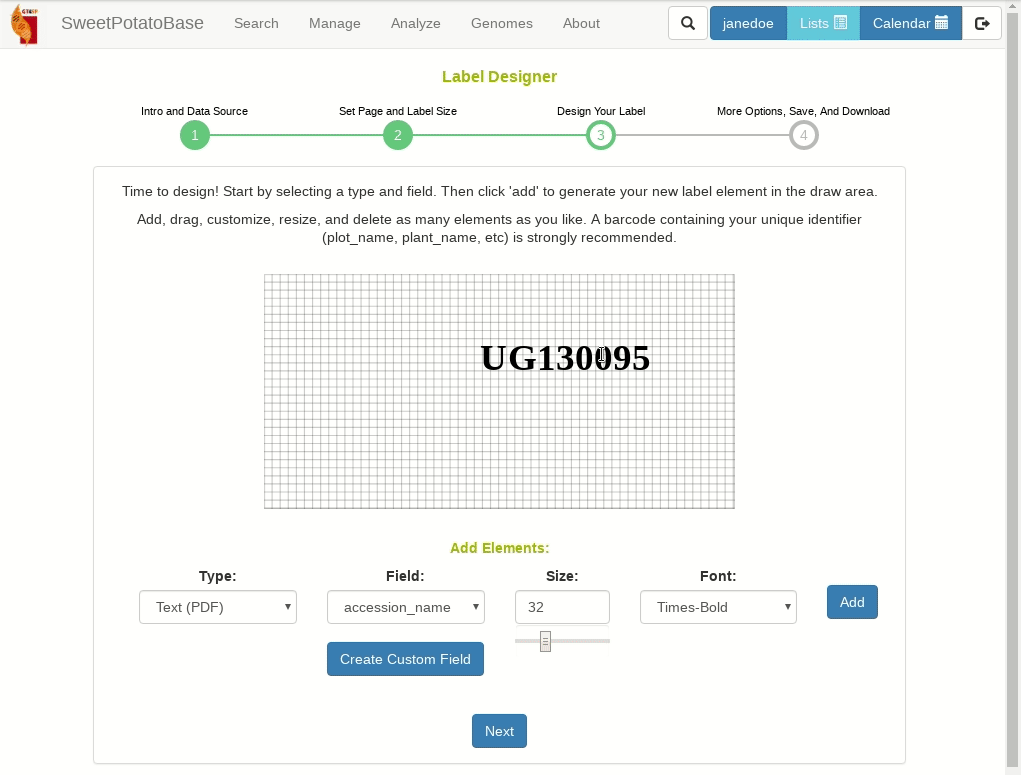 SweetPotatoBase Search Manage Analyze Genomes About janedoe Lists Calendar
Label Designer
Intro and Data Source Set Page and Label Size Design Your Label More Options, Save, And Download
1 2 3 4
Time to design! Start by selecting a type and field. Then click 'add' to generate your new label element in the draw area.
Add, drag, customize, resize, and delete as many elements as you like. A barcode containing your unique identifier
(plot_name, plant_name, etc) is strongly recommended.
UG130095
Add Elements:
Type: Field: Size: Font:
Text (PDF) accession_name 32 Times-Bold Add
Create Custom Field
Next